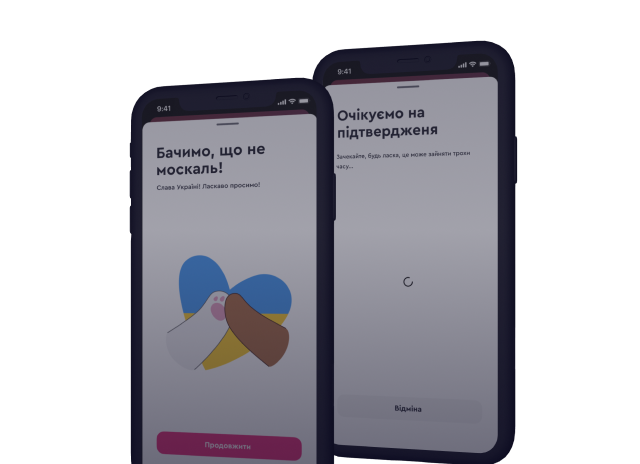 9:41
Бачимо, що не
москаль!
Слава Україні! Ласкаво просимо!
Продовжити
9:41
Очікуємо на
підтвердженя
Зачекайте, будь ласка, це може зайняти трохи
часу...
Відміна